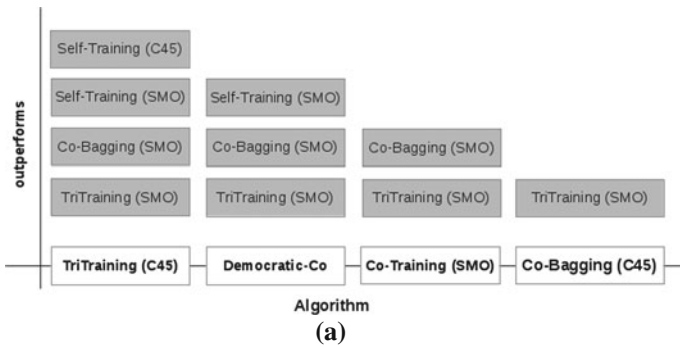 Self-Training (C45)
Self-Training (SMO) Self-Training (SMO)
Co-Bagging (SMO) Co-Bagging (SMO) Co-Bagging (SMO)
TriTraining (SMO) TriTraining (SMO) TriTraining (SMO) TriTraining (SMO)
outperforms
TriTraining (C45) Democratic-Co Co-Training (SMO) Co-Bagging (C45)
Algorithm
(a)